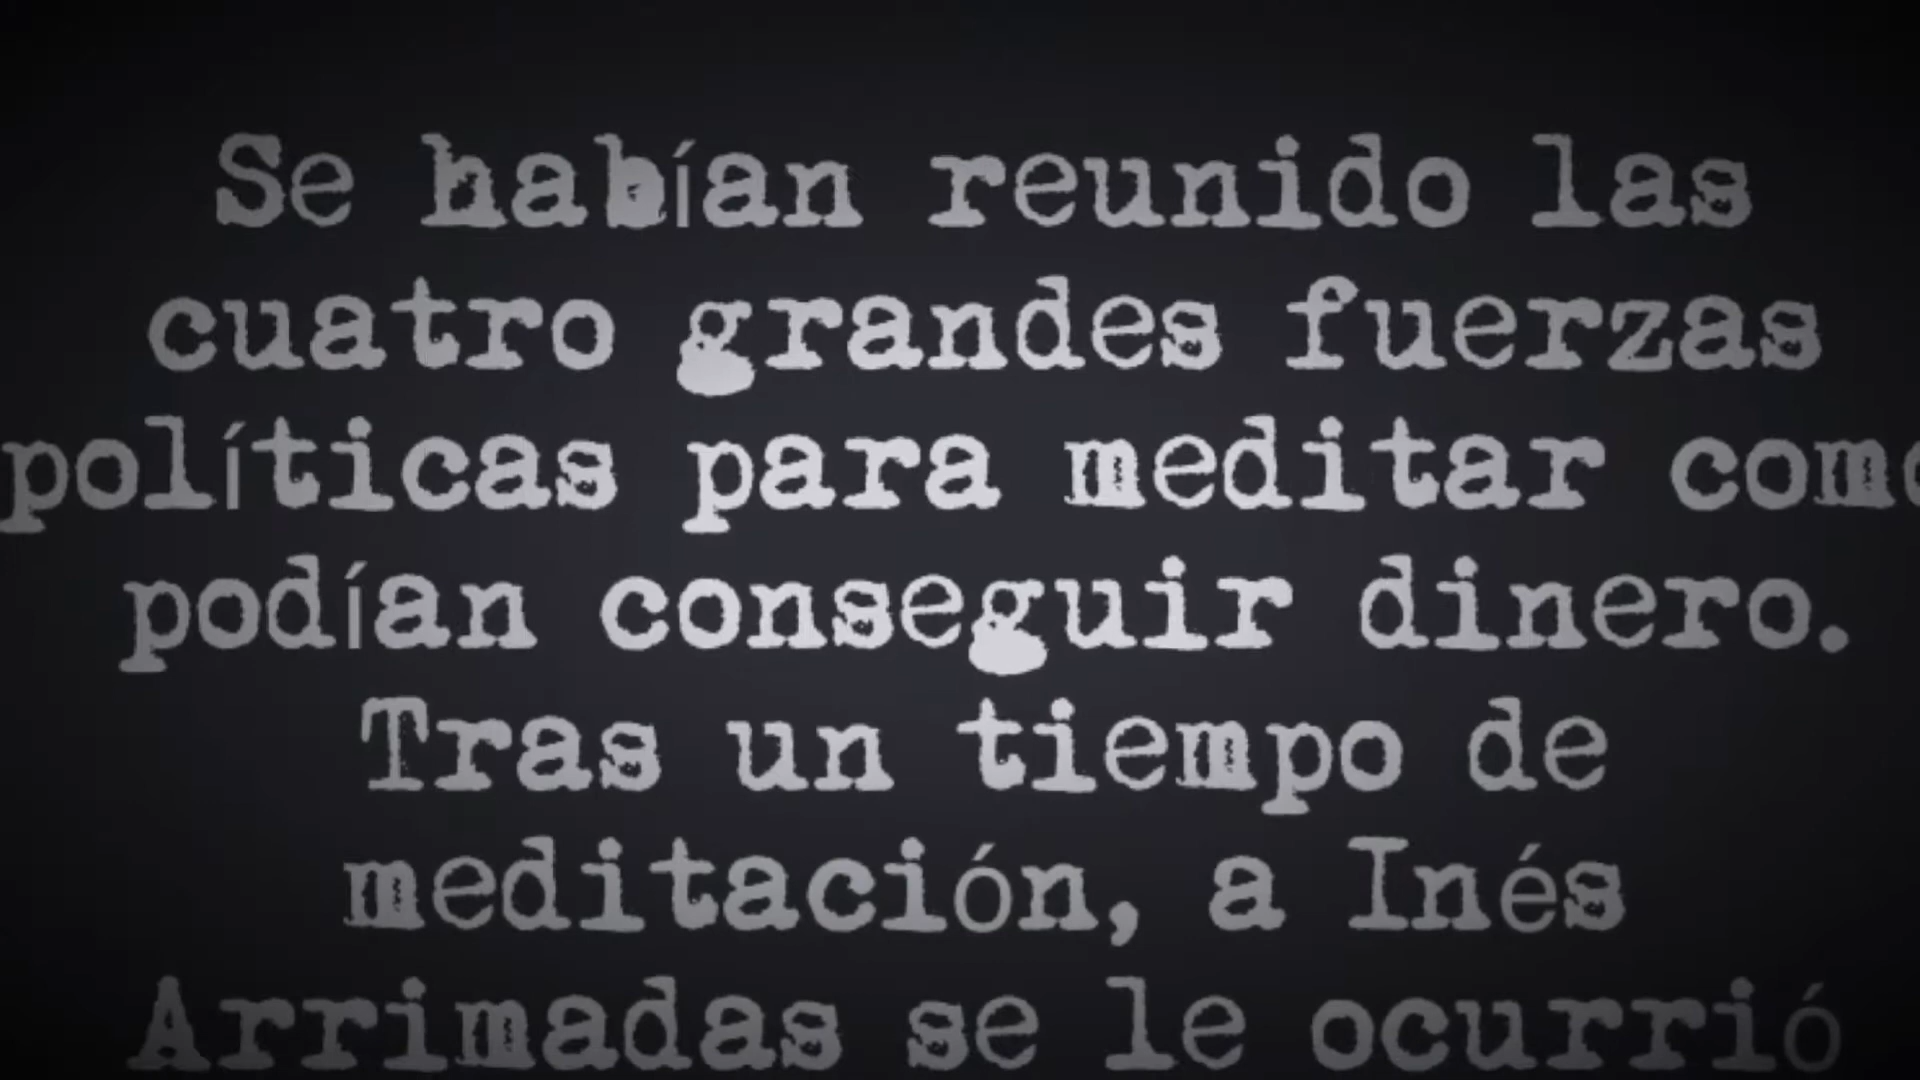 Se habían reunido las
cuatro grandes fuerzas
políticas para meditar como
podían conseguir dinero.
Tras un tiempo de
meditación, a Inés
Arrimadas se le ocurrió